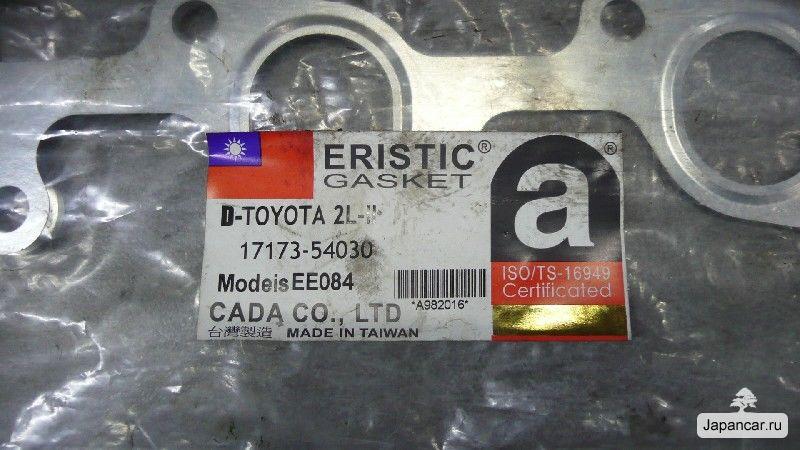 ERISTIC®
GASKET
D-TOYOTA 2L-II
17173-54030
Models EE084
*A982016*
CADA CO., LTD
台灣製造 MADE IN TAIWAN
a®
ISO/TS-16949
Certificated
Japancar.ru